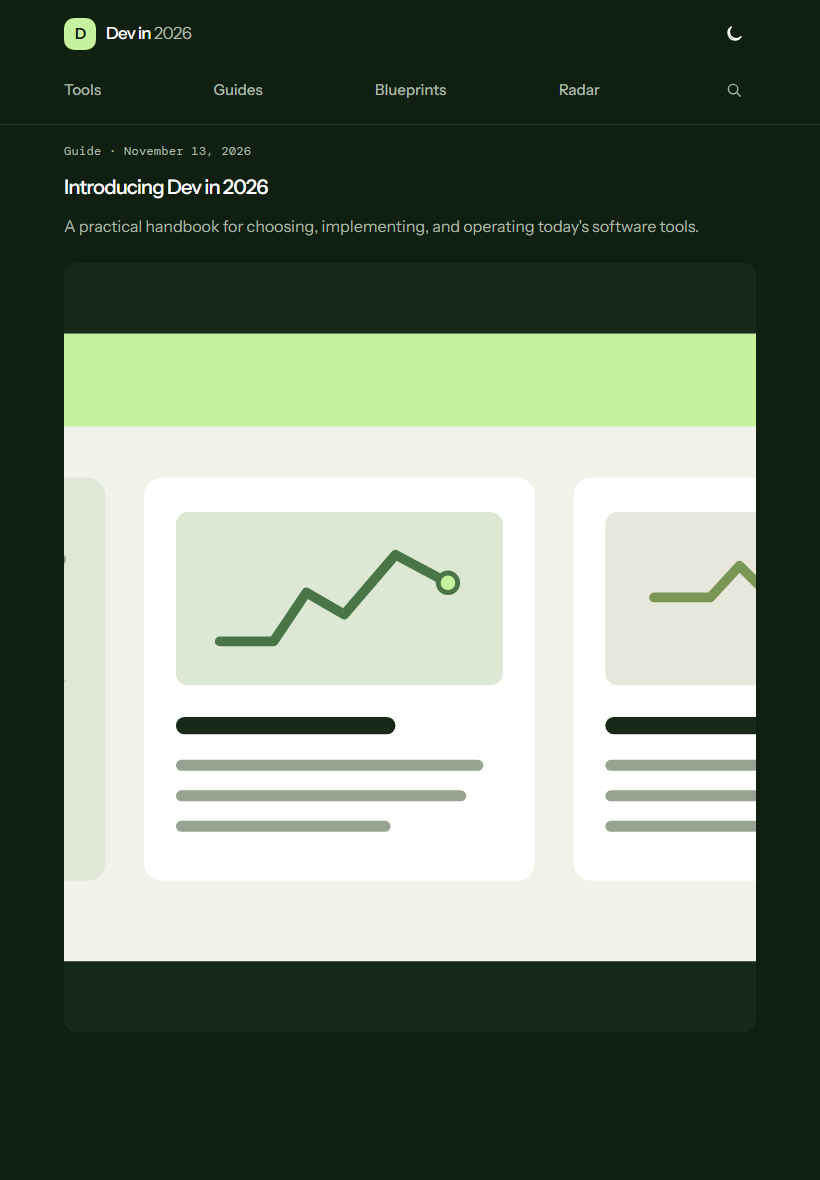 D Dev in 2026
Tools Guides Blueprints Radar
Guide · November 13, 2026
Introducing Dev in 2026
A practical handbook for choosing, implementing, and operating today's software tools.